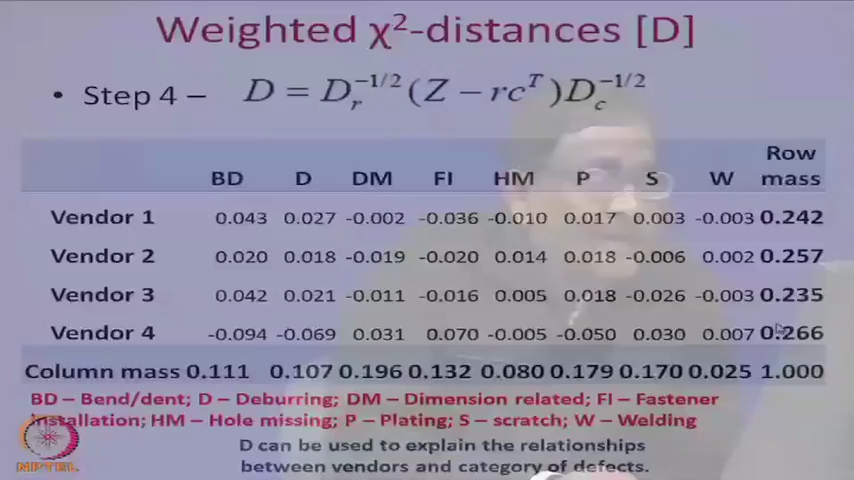 Weighted χ²-distances [D]
• Step 4 – D = D_r^{-1/2} (Z − rc^T) D_c^{-1/2}
BD D DM FI HM P S W Row mass
Vendor 1 0.043 0.027 -0.002 -0.036 -0.010 0.017 0.003 -0.003 0.242
Vendor 2 0.020 0.018 -0.019 -0.020 0.014 0.018 -0.006 0.002 0.257
Vendor 3 0.042 0.021 -0.011 -0.016 0.005 0.018 -0.026 -0.003 0.235
Vendor 4 -0.094 -0.069 0.031 0.070 -0.005 -0.050 0.030 0.007 0.266
Column mass 0.111 0.107 0.196 0.132 0.080 0.179 0.170 0.025 1.000
BD – Bend/dent; D – Deburring; DM – Dimension related; FI – Fastener
Installation; HM – Hole missing; P – Plating; S – scratch; W – Welding
D can be used to explain the relationships
between vendors and category of defects.
NPTEL